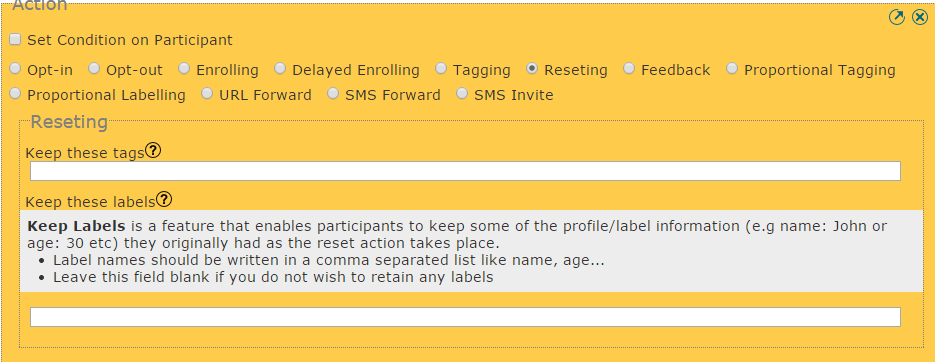 Action
Set Condition on Participant
Opt-in Opt-out Enrolling Delayed Enrolling Tagging Reseting Feedback Proportional Tagging
Proportional Labelling URL Forward SMS Forward SMS Invite
Reseting
Keep these tags?
Keep these labels?
Keep Labels is a feature that enables participants to keep some of the profile/label information (e.g name: John or
age: 30 etc) they originally had as the reset action takes place.
• Label names should be written in a comma separated list like name, age...
• Leave this field blank if you do not wish to retain any labels